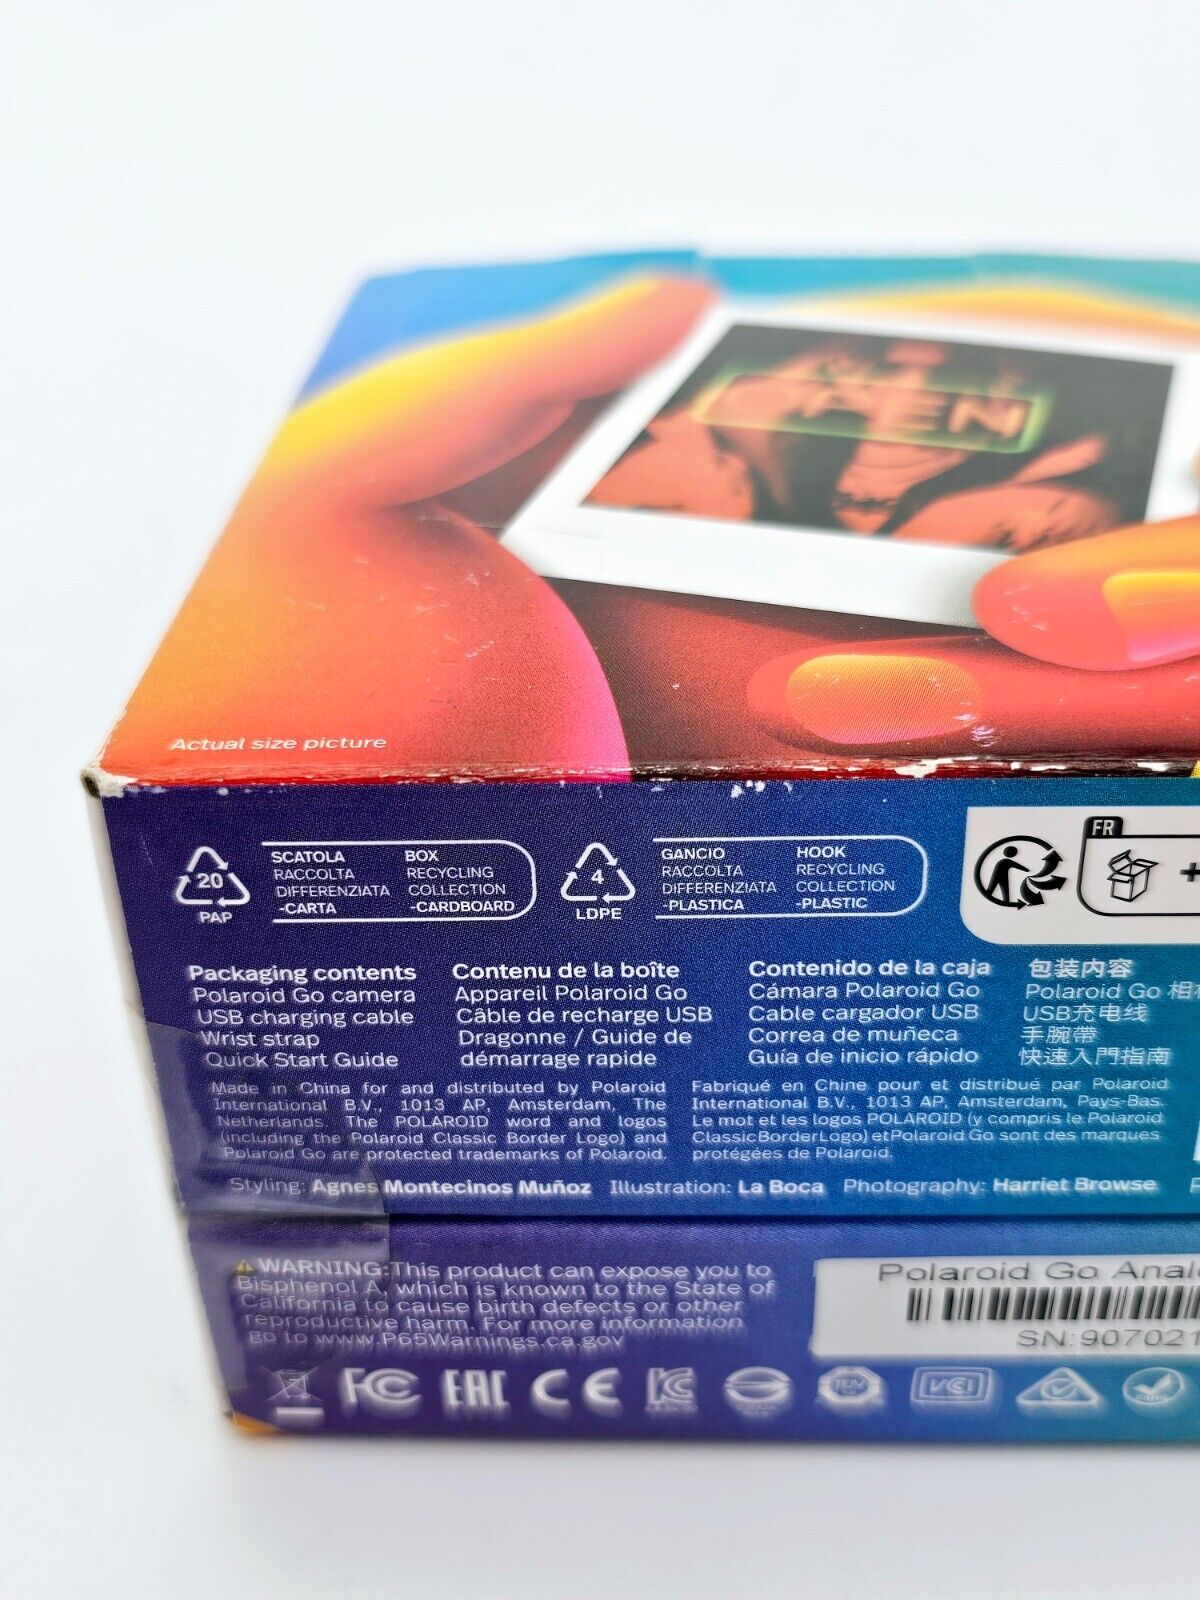 OPEN
Actual size picture
20
PAP
SCATOLA
RACCOLTA
DIFFERENZIATA
-CARTA
BOX
RECYCLING
COLLECTION
-CARDBOARD
4
LDPE
GANCIO
RACCOLTA
DIFFERENZIATA
-PLASTICA
HOOK
RECYCLING
COLLECTION
-PLASTIC
FR
+
Packaging contents
Polaroid Go camera
USB charging cable
Wrist strap
Quick Start Guide
Contenu de la boîte
Appareil Polaroid Go
Câble de recharge USB
Dragonne / Guide de
démarrage rapide
Contenido de la caja
Cámara Polaroid Go
Cable cargador USB
Correa de muñeca
Guía de inicio rápido
包装内容
Polaroid Go 相
USB充电线
手腕帶
快速入門指南
Made in China for and distributed by Polaroid
International B.V., 1013 AP, Amsterdam, The
Netherlands. The POLAROID word and logos
(including the Polaroid Classic Border Logo) and
Polaroid Go are protected trademarks of Polaroid.
Fabriqué en Chine pour et distribué par Polaroid
International B.V., 1013 AP, Amsterdam, Pays-Bas.
Le mot et les logos POLAROID (y compris le Polaroid
Classic Border Logo) et Polaroid Go sont des marques
protégées de Polaroid.
Styling: Agnes Montecinos Muñoz Illustration: La Boca Photography: Harriet Browse
WARNING: This product can expose you to
Bisphenol A, which is known to the State of
California to cause birth defects or other
reproductive harm. For more information
go to www.P65Warnings.ca.gov
Polaroid Go
SN:907021
FC EAC CE KC VCI